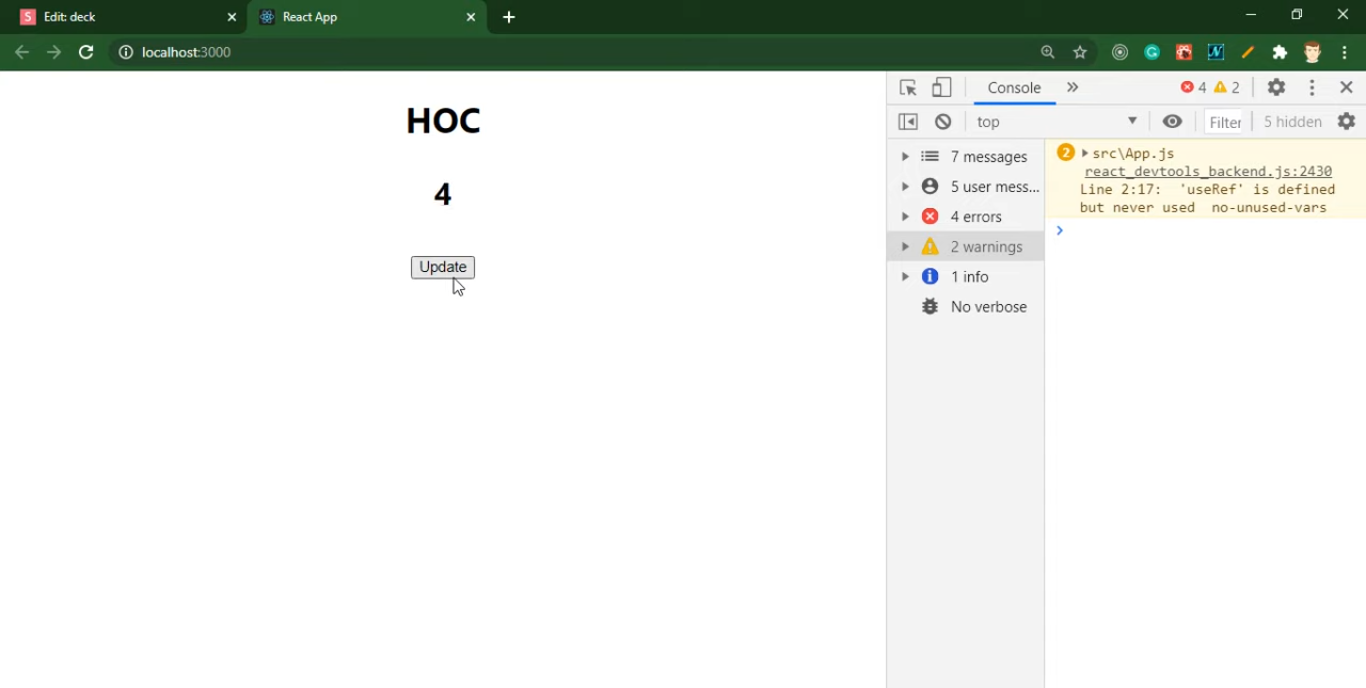 Edit: deck
React App
localhost:3000
HOC
4
Update
Console
4
2
top
Filter
5 hidden
7 messages
5 user mess...
4 errors
2 warnings
1 info
No verbose
2
src\App.js
react_devtools_backend.js:2430
Line 2:17: 'useRef' is defined
but never used no-unused-vars